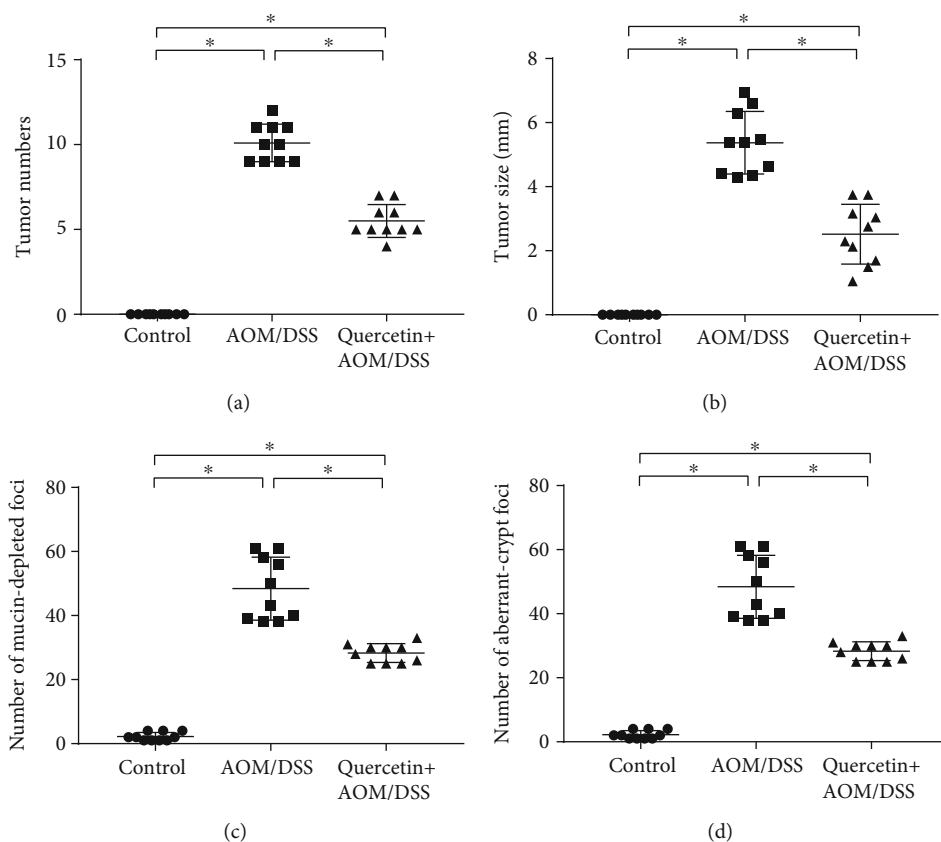 *
* *
15
10
5
0
Tumor numbers
Control AOM/DSS Quercetin+
AOM/DSS
(a)
*
* *
8
6
4
2
0
Tumor size (mm)
Control AOM/DSS Quercetin+
AOM/DSS
(b)
*
* *
80
60
40
20
0
Number of mucin-depleted foci
Control AOM/DSS Quercetin+
AOM/DSS
(c)
*
* *
80
60
40
20
0
Number of aberrant-crypt foci
Control AOM/DSS Quercetin+
AOM/DSS
(d)